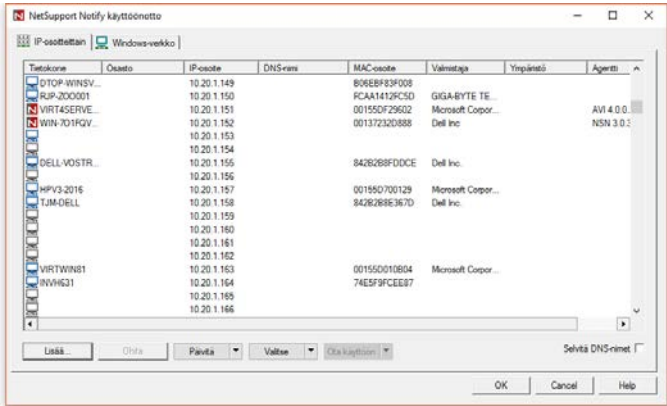 NetSupport Notify käyttöönotto
IP-osoitteittain Windows-verkko
Tietokone Osasto IP-osoite DNS-nimi MAC-osoite Valmistaja Ympäristö Agentti
DTOP-WINSV... 10.20.1.149 806EBF83F008
RJP-ZOO001 10.20.1.150 FCAA1412FC5D GIGA-BYTE TE...
VIRT4SERVE... 10.20.1.151 00155DF29602 Microsoft Corpor... AVI 4.0.0...
WIN-7O1FQV... 10.20.1.152 00137232D888 Dell Inc NSN 3.0.3
10.20.1.153
10.20.1.154
DELL-VOSTR... 10.20.1.155 842B2B8FDDCE Dell Inc.
10.20.1.156
HPV3-2016 10.20.1.157 00155D700129 Microsoft Corpor...
TJM-DELL 10.20.1.158 842B2B8E367D Dell Inc.
10.20.1.159
10.20.1.160
10.20.1.161
10.20.1.162
VIRTWIN81 10.20.1.163 00155D010B04 Microsoft Corpor...
INVH631 10.20.1.164 74E5F9FCEE87
10.20.1.165
10.20.1.166
Lisää... Ohita Päivitä Valitse Ota käyttöön Selvitä DNS-nimet
OK Cancel Help